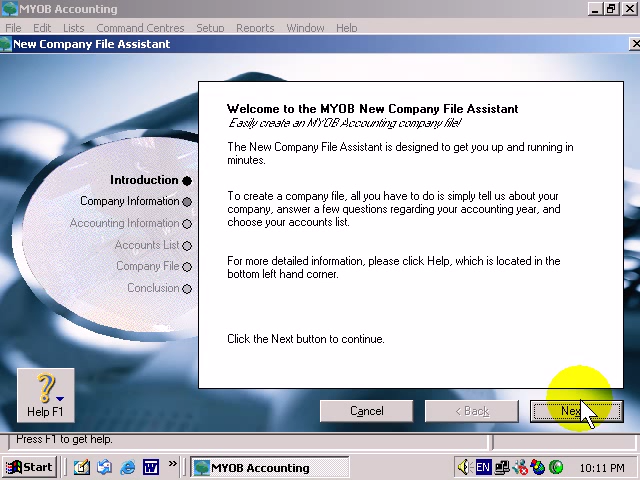 MYOB Accounting
File Edit Lists Command Centres Setup Reports Window Help
New Company File Assistant
Welcome to the MYOB New Company File Assistant
Easily create an MYOB Accounting company file!
The New Company File Assistant is designed to get you up and running in
minutes.
Introduction
Company Information
To create a company file, all you have to do is simply tell us about your
company, answer a few questions regarding your accounting year, and
choose your accounts list.
Accounting Information
Accounts List
Company File
Conclusion
For more detailed information, please click Help, which is located in the
bottom left hand corner.
Click the Next button to continue.
Help F1
Cancel
< Back
Next
Press F1 to get help.
Start
W
»
MYOB Accounting
EN
10:11 PM